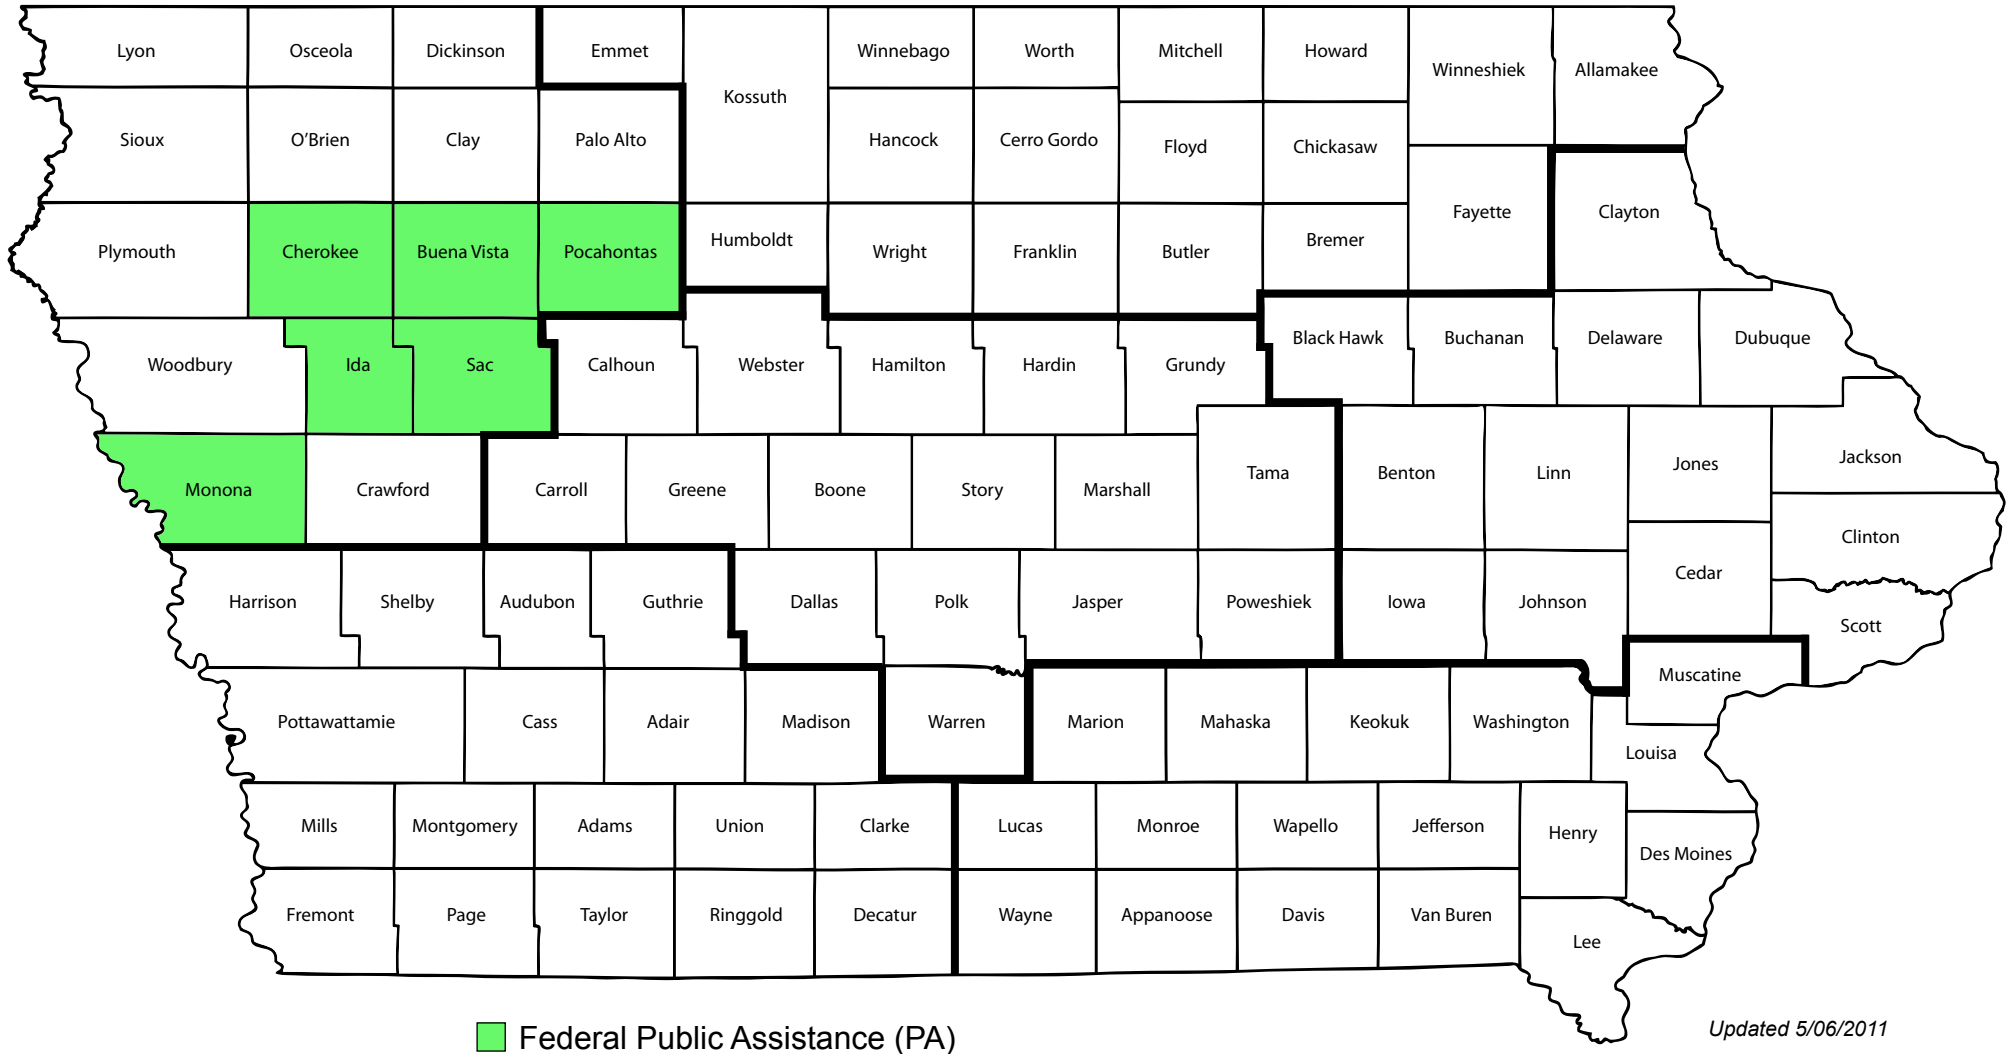 Lyon
Osceola
Dickinson
Emmet
Kossuth
Winnebago
Worth
Mitchell
Howard
Winneshiek
Allamakee
Sioux
O’Brien
Clay
Palo Alto
Hancock
Cerro Gordo
Floyd
Chickasaw
Fayette
Clayton
Plymouth
Cherokee
Buena Vista
Pocahontas
Humboldt
Wright
Franklin
Butler
Bremer
Woodbury
Ida
Sac
Calhoun
Webster
Hamilton
Hardin
Grundy
Black Hawk
Buchanan
Delaware
Dubuque
Monona
Crawford
Carroll
Greene
Boone
Story
Marshall
Tama
Benton
Linn
Jones
Jackson
Clinton
Cedar
Harrison
Shelby
Audubon
Guthrie
Dallas
Polk
Jasper
Poweshiek
Iowa
Johnson
Scott
Muscatine
Pottawattamie
Cass
Adair
Madison
Warren
Marion
Mahaska
Keokuk
Washington
Louisa
Mills
Montgomery
Adams
Union
Clarke
Lucas
Monroe
Wapello
Jefferson
Henry
Des Moines
Fremont
Page
Taylor
Ringgold
Decatur
Wayne
Appanoose
Davis
Van Buren
Lee
Federal Public Assistance (PA)
Updated 5/06/2011